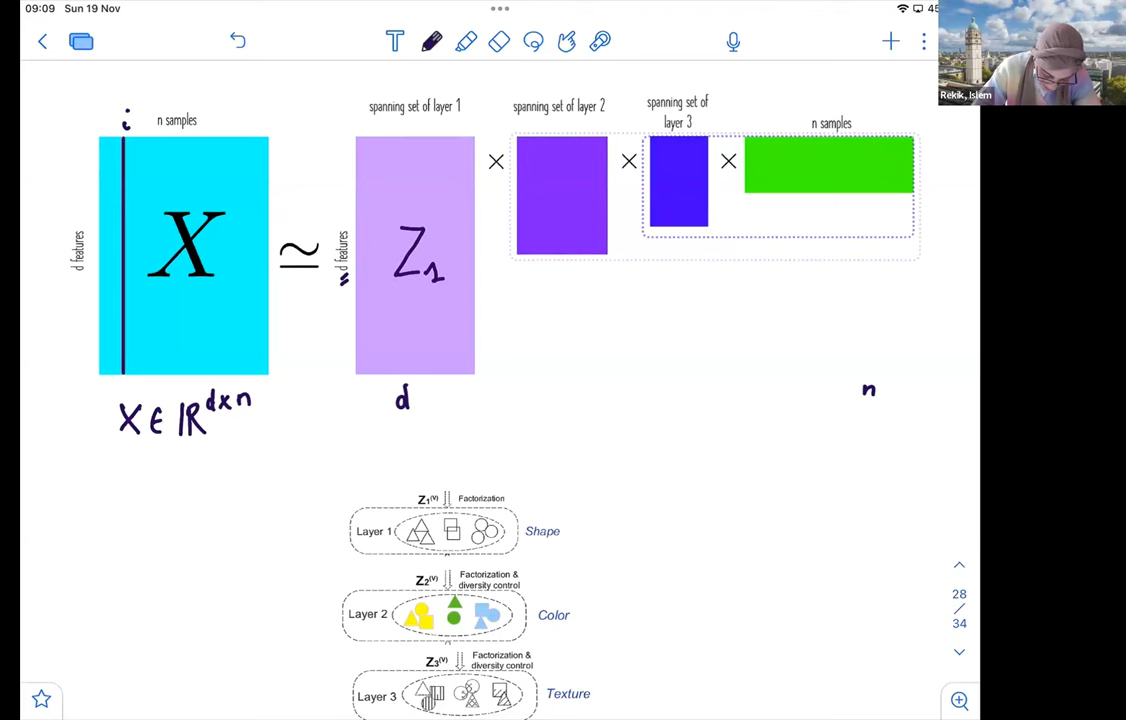 09:09 Sun 19 Nov
Rekik, Islem
i
n samples
d features
X
≃
X ∈ ℝ^{d×n}
spanning set of layer 1
d features
Z₁
d
×
spanning set of layer 2
×
spanning set of
layer 3
×
n samples
n
Z₁(V) Factorization
Layer 1
Shape
Z₂(V) Factorization &
diversity control
Layer 2
Color
Z₃(V) Factorization &
diversity control
Layer 3
Texture
28
/
34